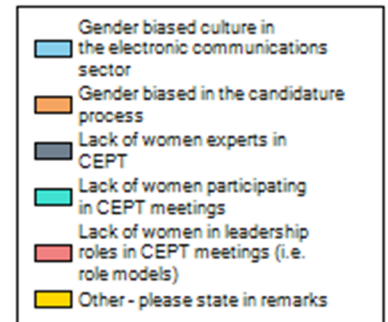 Gender biased culture in
the electronic communications
sector
Gender biased in the candidature
process
Lack of women experts in
CEPT
Lack of women participating
in CEPT meetings
Lack of women in leadership
roles in CEPT meetings (i.e.
role models)
Other - please state in remarks